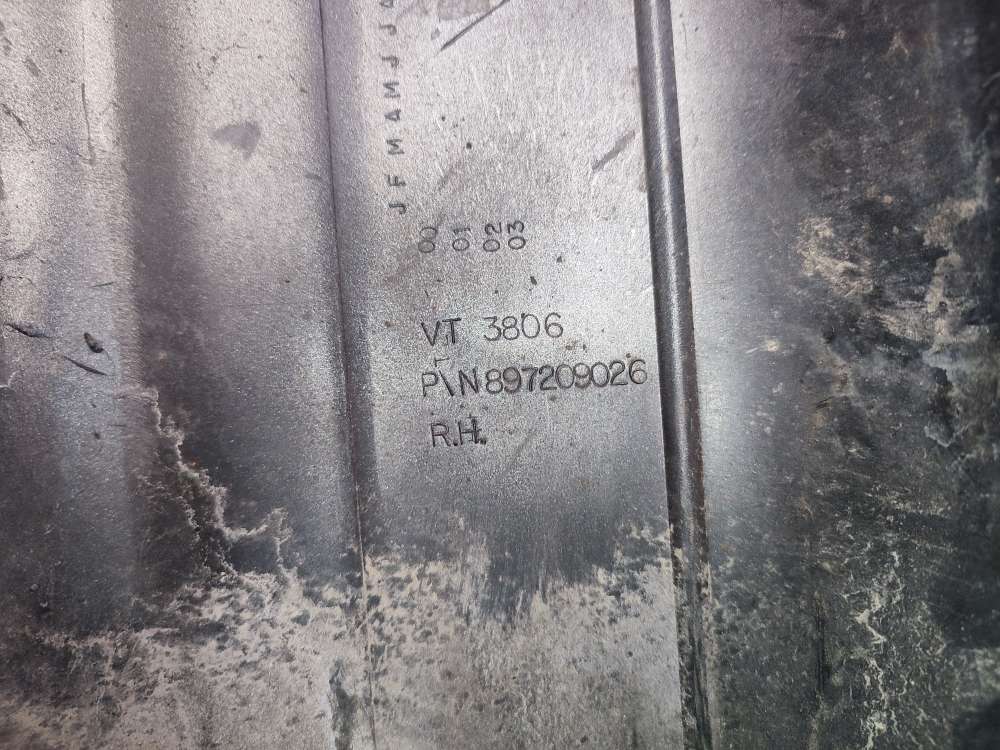 J F M A M J J A
00 01 02 03
VT 3806
P\N897209026
R.H.